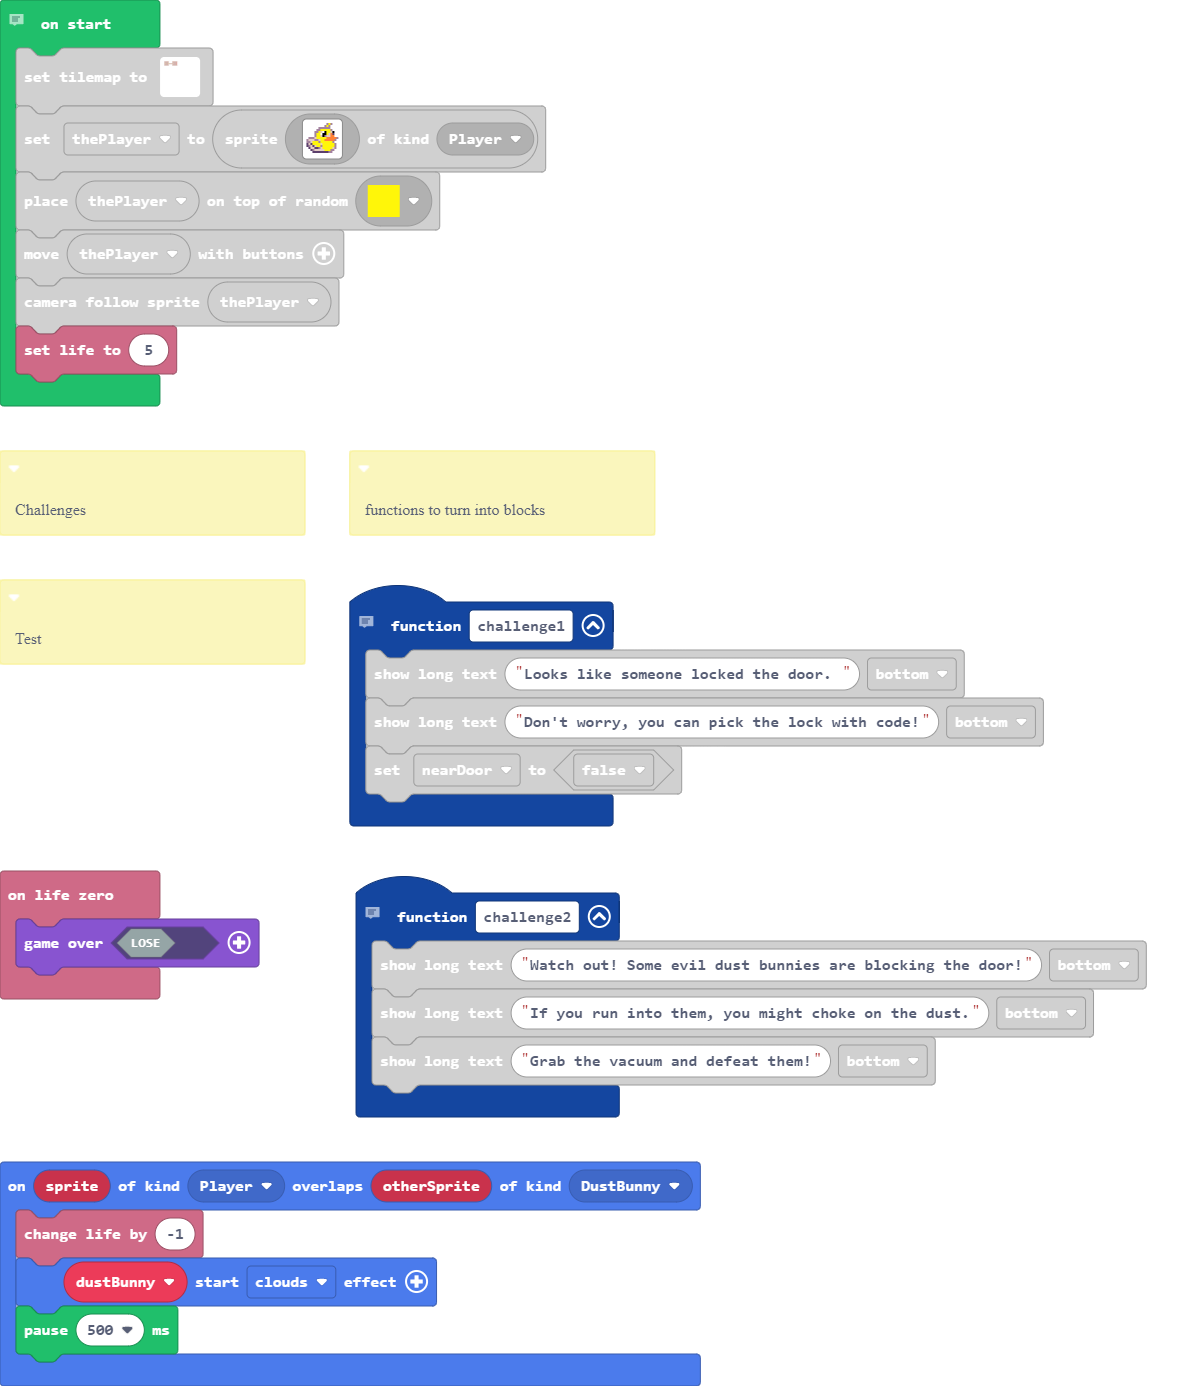 on start
set tilemap to
set thePlayer to sprite of kind Player
place thePlayer on top of random
move thePlayer with buttons
camera follow sprite thePlayer
set life to 5
Challenges
functions to turn into blocks
Test
function challenge1
show long text "Looks like someone locked the door. " bottom
show long text "Don't worry, you can pick the lock with code!" bottom
set nearDoor to false
on life zero
game over LOSE
function challenge2
show long text "Watch out! Some evil dust bunnies are blocking the door!" bottom
show long text "If you run into them, you might choke on the dust." bottom
show long text "Grab the vacuum and defeat them!" bottom
on sprite of kind Player overlaps otherSprite of kind DustBunny
change life by -1
dustBunny start clouds effect
pause 500 ms